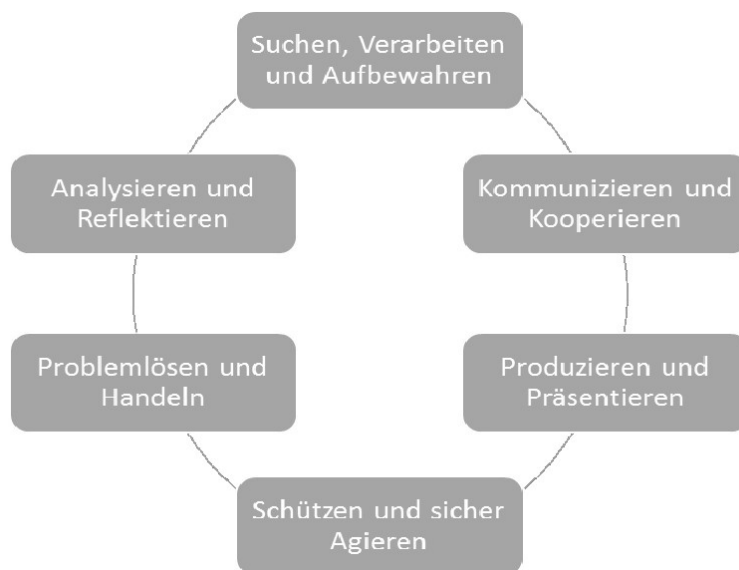 Suchen, Verarbeiten
und Aufbewahren
Kommunizieren und
Kooperieren
Produzieren und
Präsentieren
Schützen und sicher
Agieren
Problemlösen und
Handeln
Analysieren und
Reflektieren